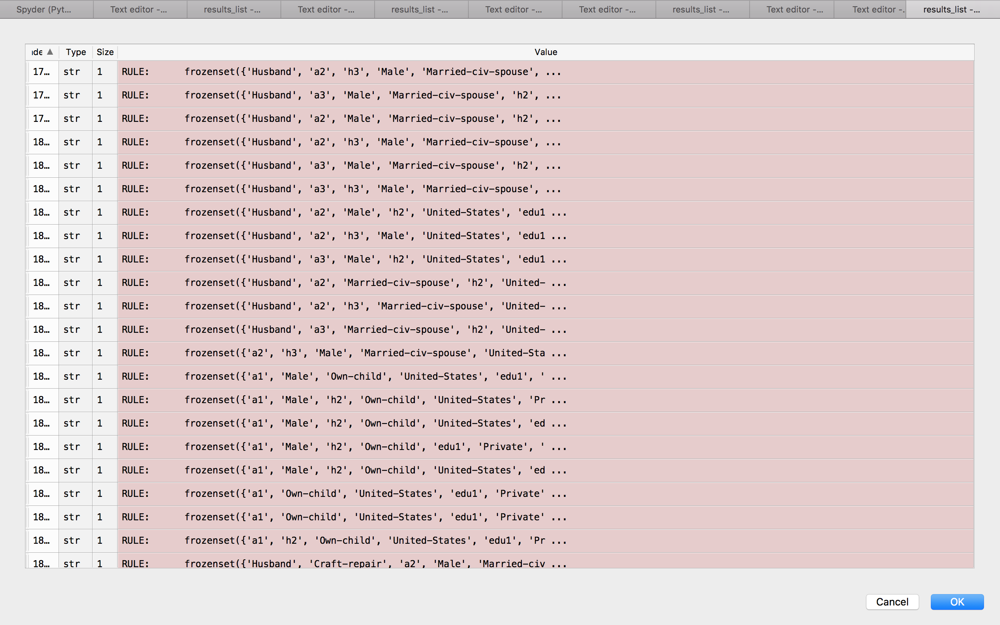 Spyder (Pyt... Text editor -... results_list -... Text editor -... results_list -... Text editor -... Text editor -... results_list -... Text editor -... Text editor -. results_list -...
ıde ▲ Type Size Value
17... str 1 RULE: frozenset({'Husband', 'a2', 'h3', 'Male', 'Married-civ-spouse', ...
17... str 1 RULE: frozenset({'Husband', 'a3', 'Male', 'Married-civ-spouse', 'h2', ...
17... str 1 RULE: frozenset({'Husband', 'a2', 'Male', 'Married-civ-spouse', 'h2', ...
18... str 1 RULE: frozenset({'Husband', 'a2', 'h3', 'Male', 'Married-civ-spouse', ...
18... str 1 RULE: frozenset({'Husband', 'a3', 'Male', 'Married-civ-spouse', 'h2', ...
18... str 1 RULE: frozenset({'Husband', 'a3', 'h3', 'Male', 'Married-civ-spouse', ...
18... str 1 RULE: frozenset({'Husband', 'a2', 'Male', 'h2', 'United-States', 'edu1 ...
18... str 1 RULE: frozenset({'Husband', 'a2', 'h3', 'Male', 'United-States', 'edu1 ...
18... str 1 RULE: frozenset({'Husband', 'a3', 'Male', 'h2', 'United-States', 'edu1 ...
18... str 1 RULE: frozenset({'Husband', 'a2', 'Married-civ-spouse', 'h2', 'United- ...
18... str 1 RULE: frozenset({'Husband', 'a2', 'h3', 'Married-civ-spouse', 'United- ...
18... str 1 RULE: frozenset({'Husband', 'a3', 'Married-civ-spouse', 'h2', 'United- ...
18... str 1 RULE: frozenset({'a2', 'h3', 'Male', 'Married-civ-spouse', 'United-Sta ...
18... str 1 RULE: frozenset({'a1', 'Male', 'Own-child', 'United-States', 'edu1', ' ...
18... str 1 RULE: frozenset({'a1', 'Male', 'h2', 'Own-child', 'United-States', 'Pr ...
18... str 1 RULE: frozenset({'a1', 'Male', 'h2', 'Own-child', 'United-States', 'ed ...
18... str 1 RULE: frozenset({'a1', 'Male', 'h2', 'Own-child', 'edu1', 'Private', ' ...
18... str 1 RULE: frozenset({'a1', 'Male', 'h2', 'Own-child', 'United-States', 'ed ...
18... str 1 RULE: frozenset({'a1', 'Own-child', 'United-States', 'edu1', 'Private' ...
18... str 1 RULE: frozenset({'a1', 'Own-child', 'United-States', 'edu1', 'Private' ...
18... str 1 RULE: frozenset({'a1', 'h2', 'Own-child', 'United-States', 'edu1', 'Pr ...
18... str 1 RULE: frozenset({'Husband', 'Craft-repair', 'a2', 'Male', 'Married-civ ...
Cancel OK